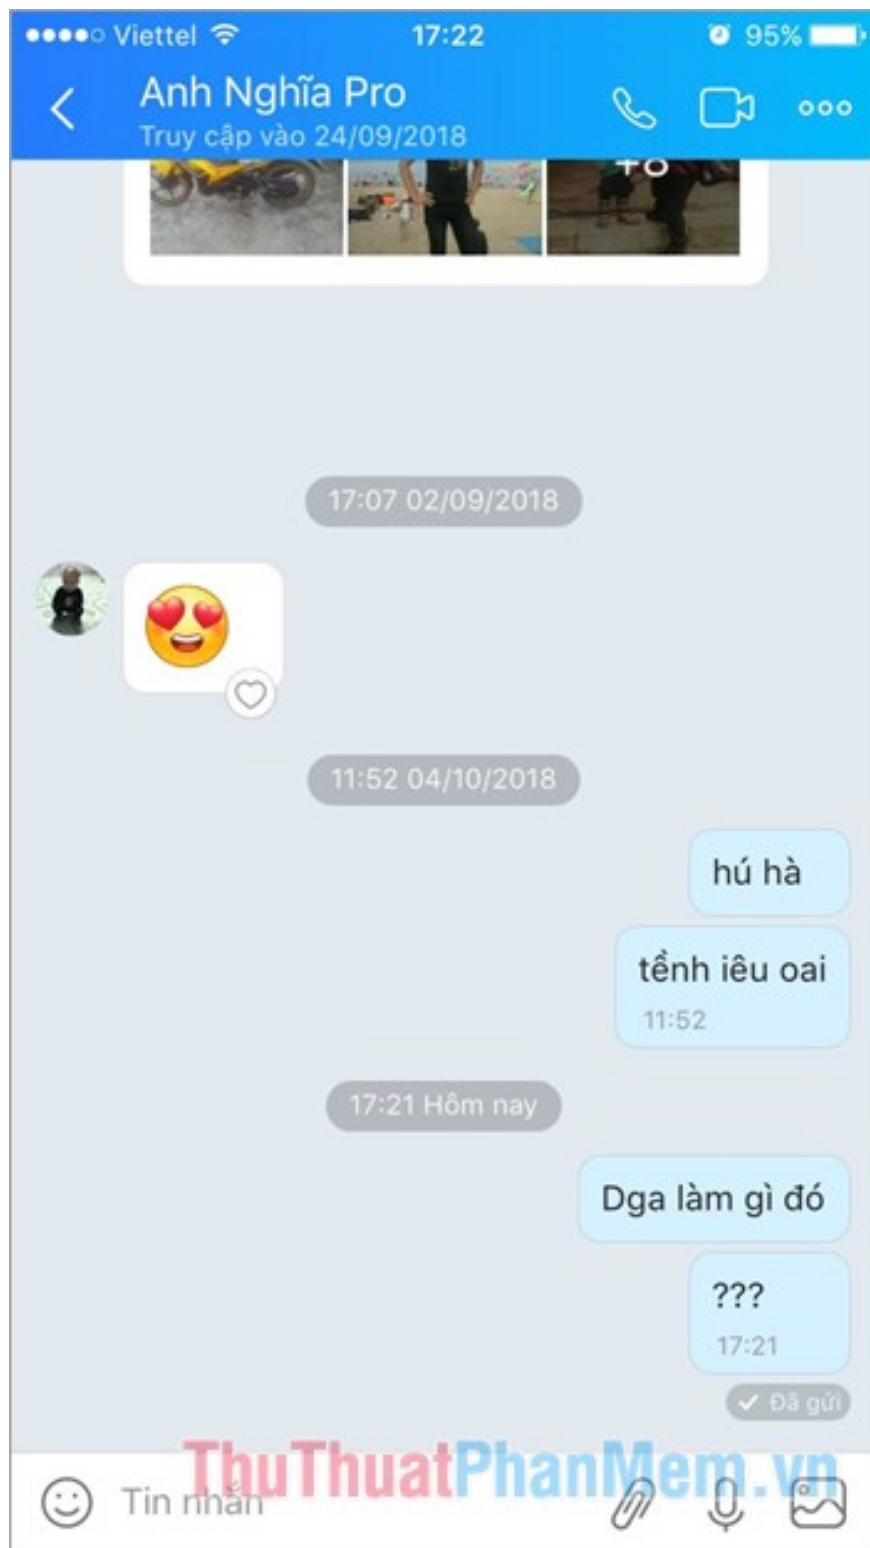 Viettel 17:22 95%
Anh Nghĩa Pro
Truy cập vào 24/09/2018
+8
17:07 02/09/2018
11:52 04/10/2018
hú hà
tềnh iêu oai
11:52
17:21 Hôm nay
Dga làm gì đó
???
17:21
Đã gửi
ThuThuatPhanMem.vn
Tin nhắn